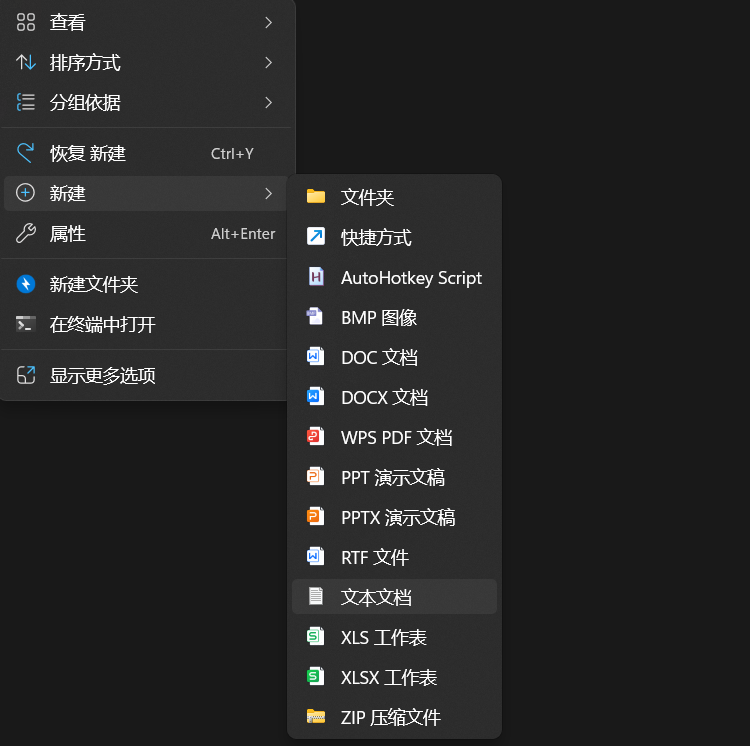 查看
排序方式
分组依据
恢复 新建 Ctrl+Y
新建
属性 Alt+Enter
新建文件夹
在终端中打开
显示更多选项
文件夹
快捷方式
AutoHotkey Script
BMP 图像
DOC 文档
DOCX 文档
WPS PDF 文档
PPT 演示文稿
PPTX 演示文稿
RTF 文件
文本文档
XLS 工作表
XLSX 工作表
ZIP 压缩文件